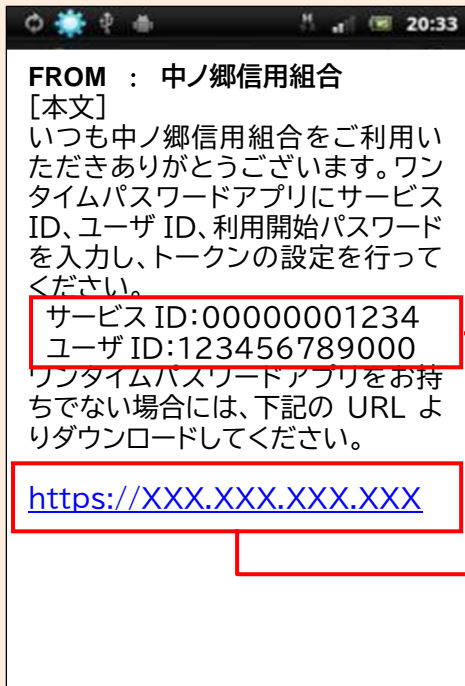 20:33
FROM : 中ノ郷信用組合
[本文]
いつも中ノ郷信用組合をご利用い
ただきありがとうございます。ワン
タイムパスワードアプリにサービス
ID、ユーザ ID、利用開始パスワード
を入力し、トークンの設定を行って
ください。
サービス ID:00000001234
ユーザ ID:123456789000
ワンタイムパスワードアプリをお持
ちでない場合には、下記の URL よ
りダウンロードしてください。
https://XXX.XXX.XXX.XXX